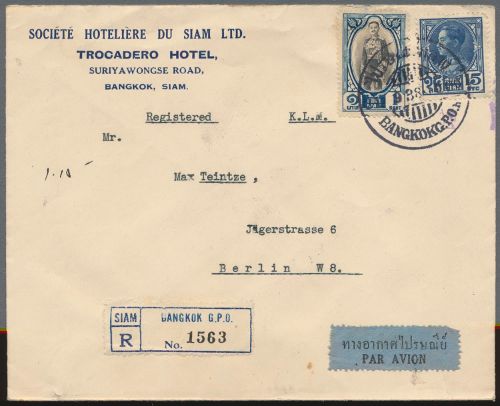 SOCIÉTÉ HOTELIÈRE DU SIAM LTD.
TROCADERO HOTEL,
SURIYAWONGSE ROAD,
BANGKOK, SIAM.
15
BANGKOK G.P.O.
Registered K.L.M.
Mr.
Max Teintze,
Jägerstrasse 6
Berlin W8.
SIAM BANGKOK G.P.O.
R No. 1563
ทางอากาศไปรษณีย์
PAR AVION